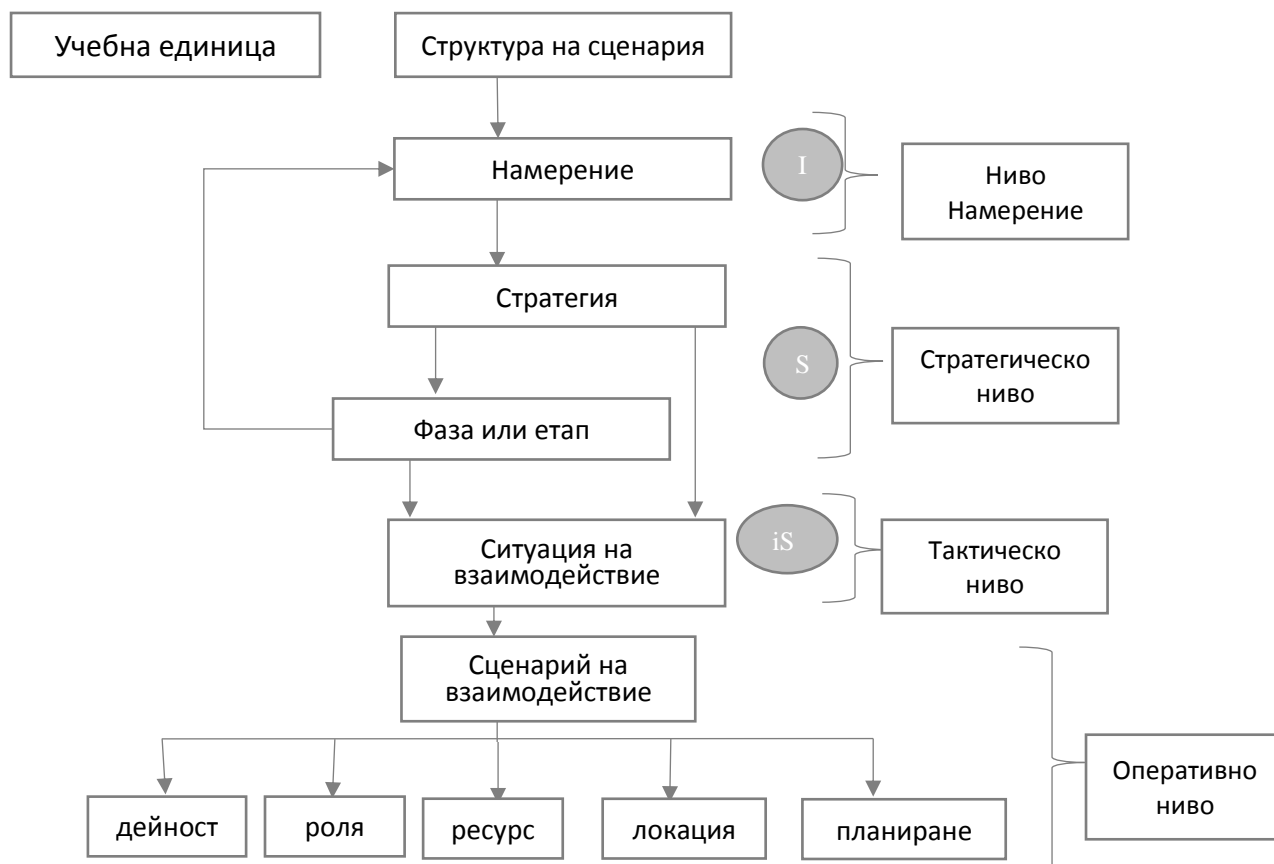 Учебна единица
Структура на сценария
Намерение
I
Ниво
Намерение
Стратегия
S
Стратегическо
ниво
Фаза или етап
Ситуация на
взаимодействие
iS
Тактическо
ниво
Сценарий на
взаимодействие
Оперативно
ниво
дейност
роля
ресурс
локация
планиране